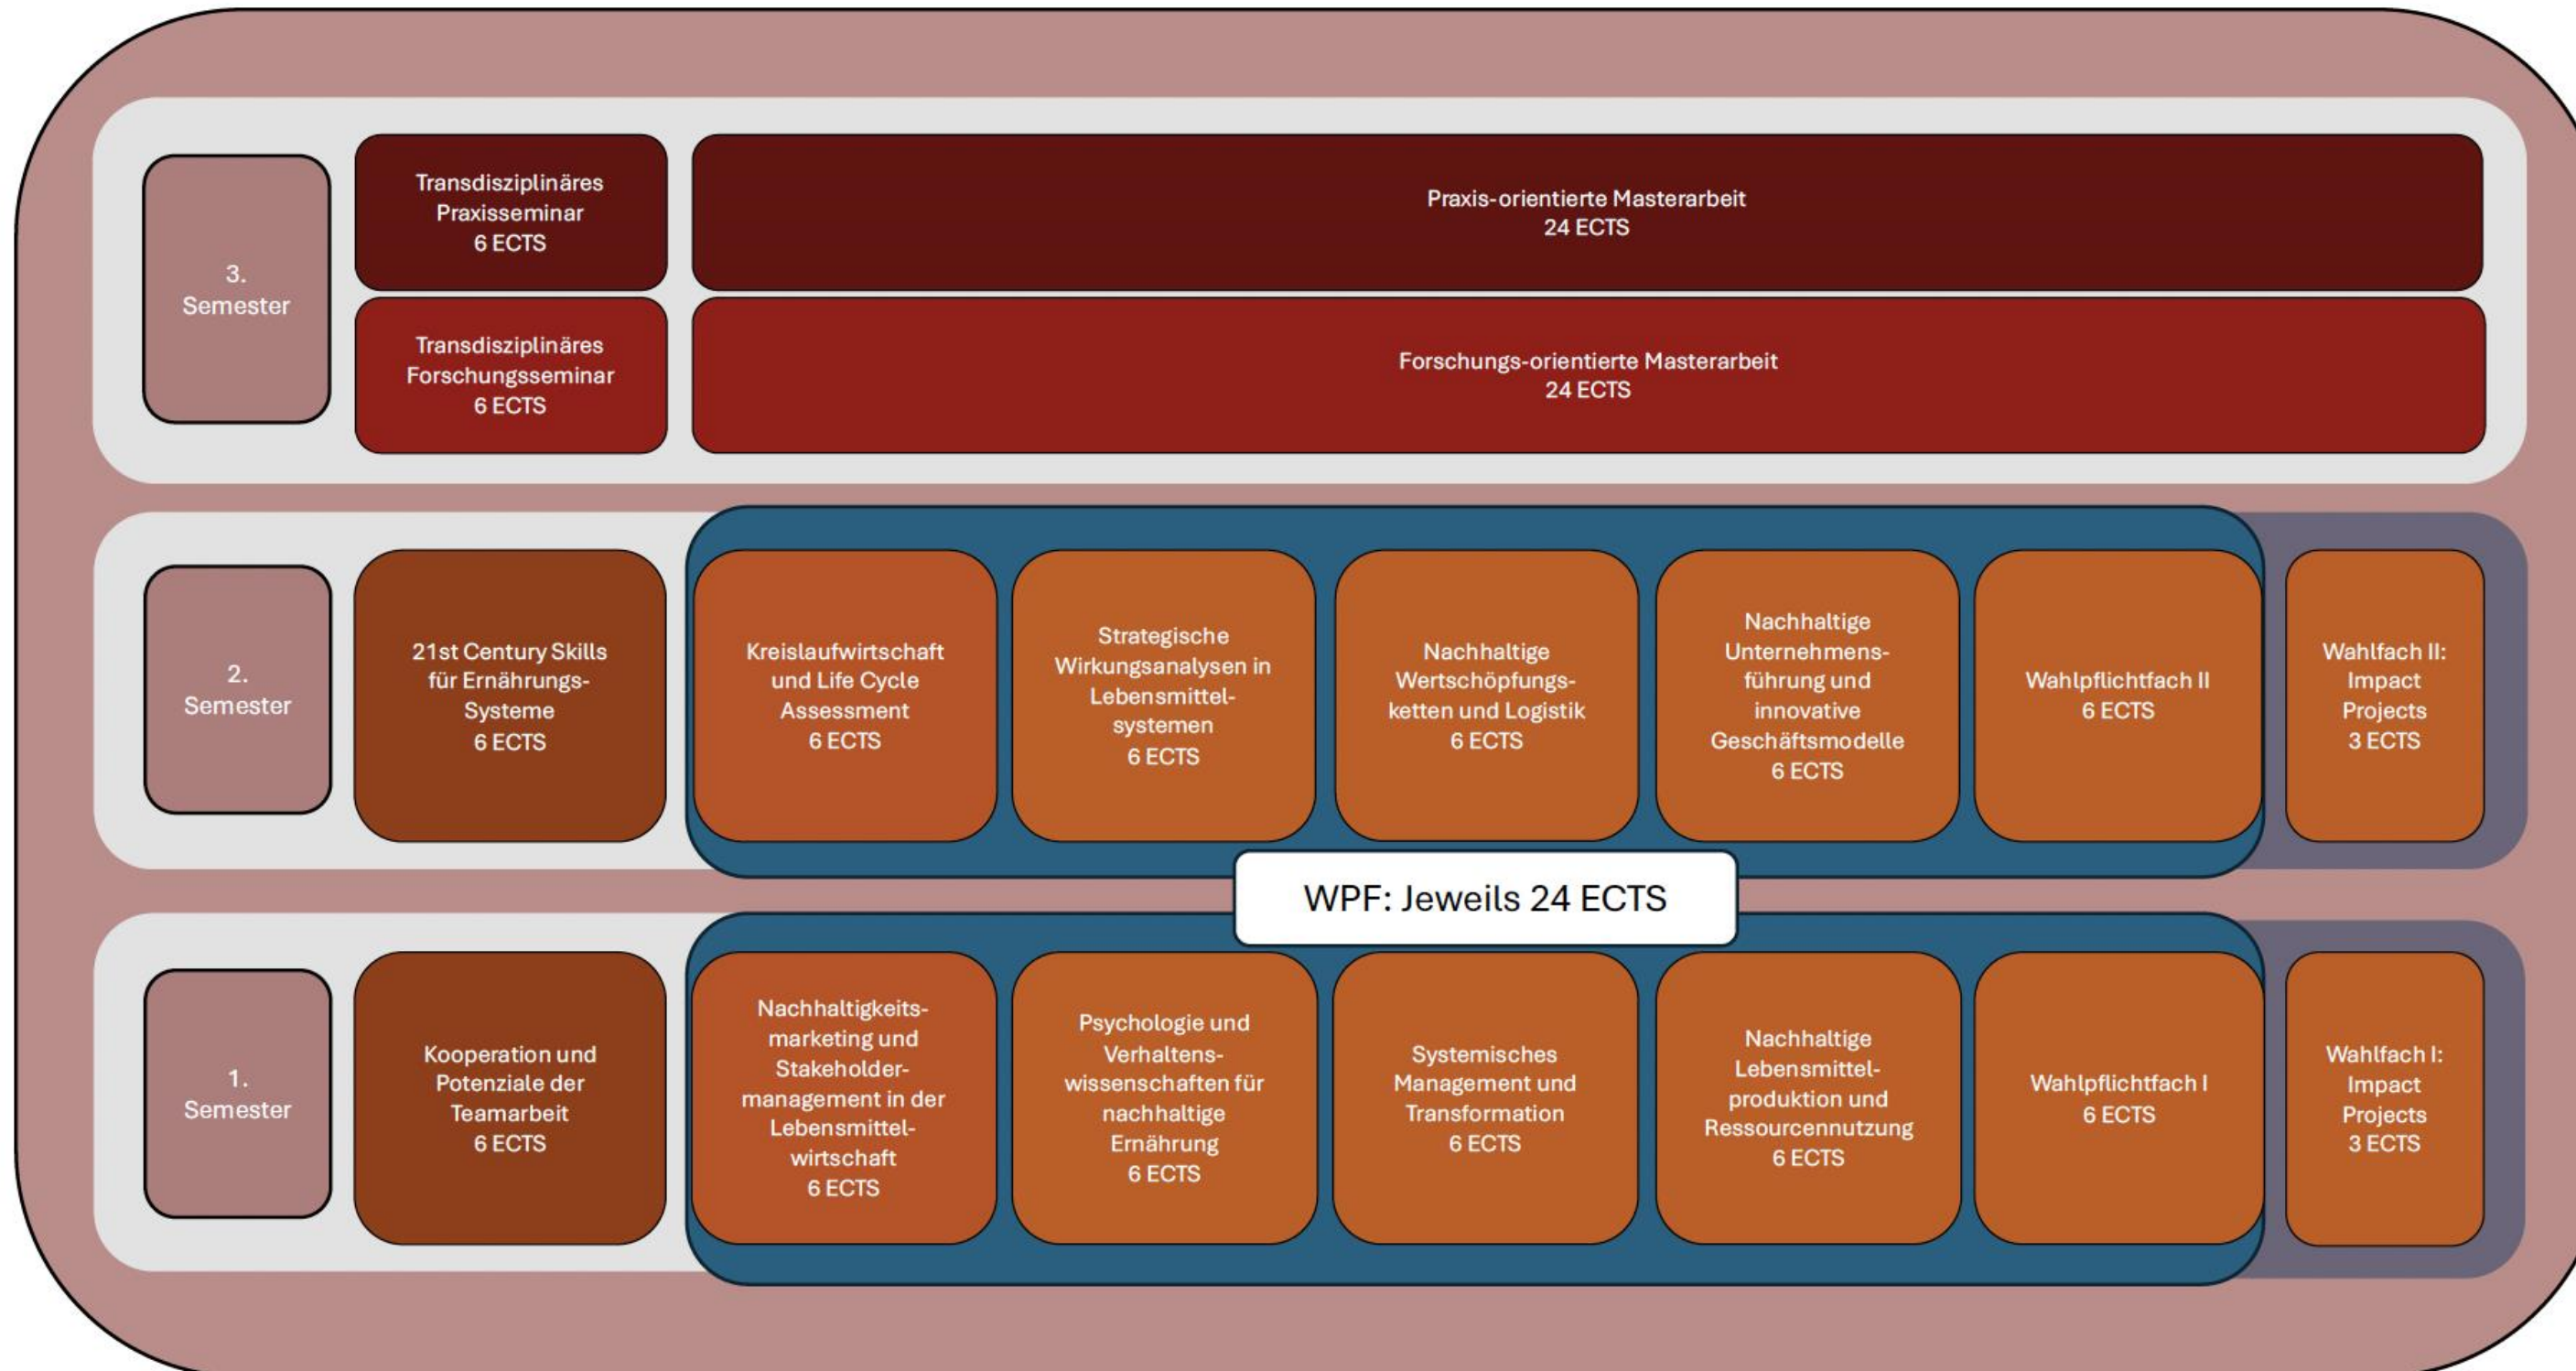 3.
Semester
Transdisziplinäres
Praxisseminar
6 ECTS
Praxis-orientierte Masterarbeit
24 ECTS
Transdisziplinäres
Forschungsseminar
6 ECTS
Forschungs-orientierte Masterarbeit
24 ECTS
2.
Semester
21st Century Skills
für Ernährungs-
Systeme
6 ECTS
Kreislaufwirtschaft
und Life Cycle
Assessment
6 ECTS
Strategische
Wirkungsanalysen in
Lebensmittel-
systemen
6 ECTS
Nachhaltige
Wertschöpfungs-
ketten und Logistik
6 ECTS
Nachhaltige
Unternehmens-
führung und
innovative
Geschäftsmodelle
6 ECTS
Wahlpflichtfach II
6 ECTS
Wahlfach II:
Impact
Projects
3 ECTS
WPF: Jeweils 24 ECTS
1.
Semester
Kooperation und
Potenziale der
Teamarbeit
6 ECTS
Nachhaltigkeits-
marketing und
Stakeholder-
management in der
Lebensmittel-
wirtschaft
6 ECTS
Psychologie und
Verhaltens-
wissenschaften für
nachhaltige
Ernährung
6 ECTS
Systemisches
Management und
Transformation
6 ECTS
Nachhaltige
Lebensmittel-
produktion und
Ressourcennutzung
6 ECTS
Wahlpflichtfach I
6 ECTS
Wahlfach I:
Impact
Projects
3 ECTS